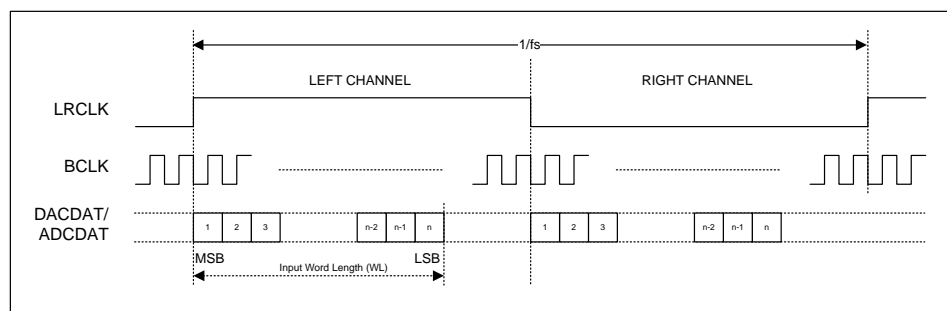 1/fs
LEFT CHANNEL RIGHT CHANNEL
LRCLK
BCLK
DACDAT/
ADCDAT
1 2 3 n-2 n-1 n 1 2 3 n-2 n-1 n
MSB LSB
Input Word Length (WL)